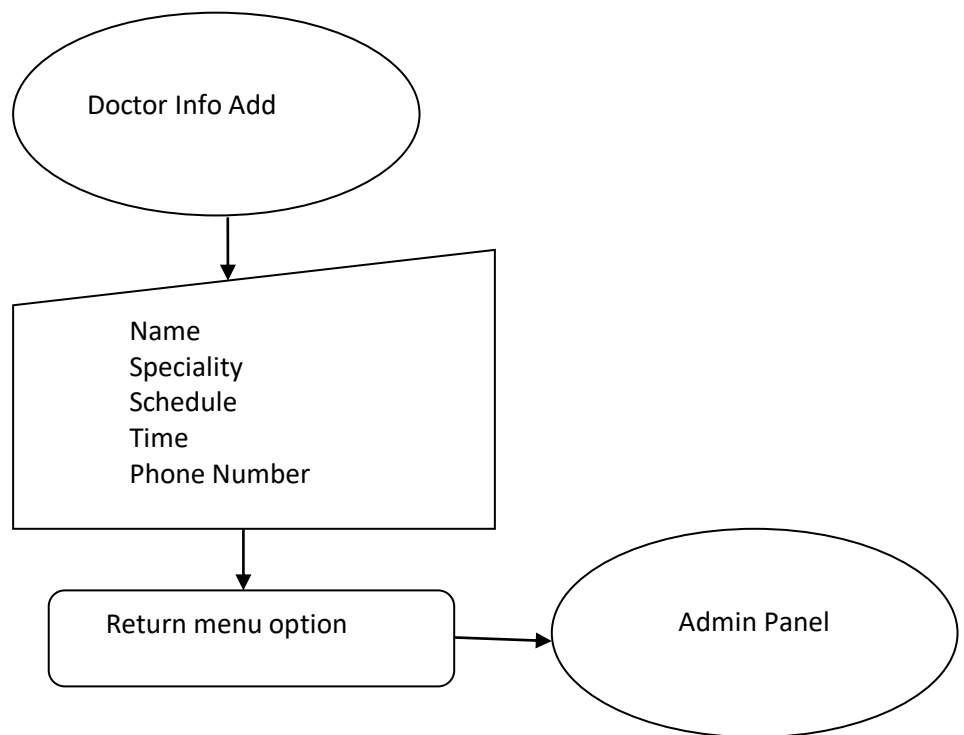 Doctor Info Add
Name
Speciality
Schedule
Time
Phone Number
Return menu option
Admin Panel